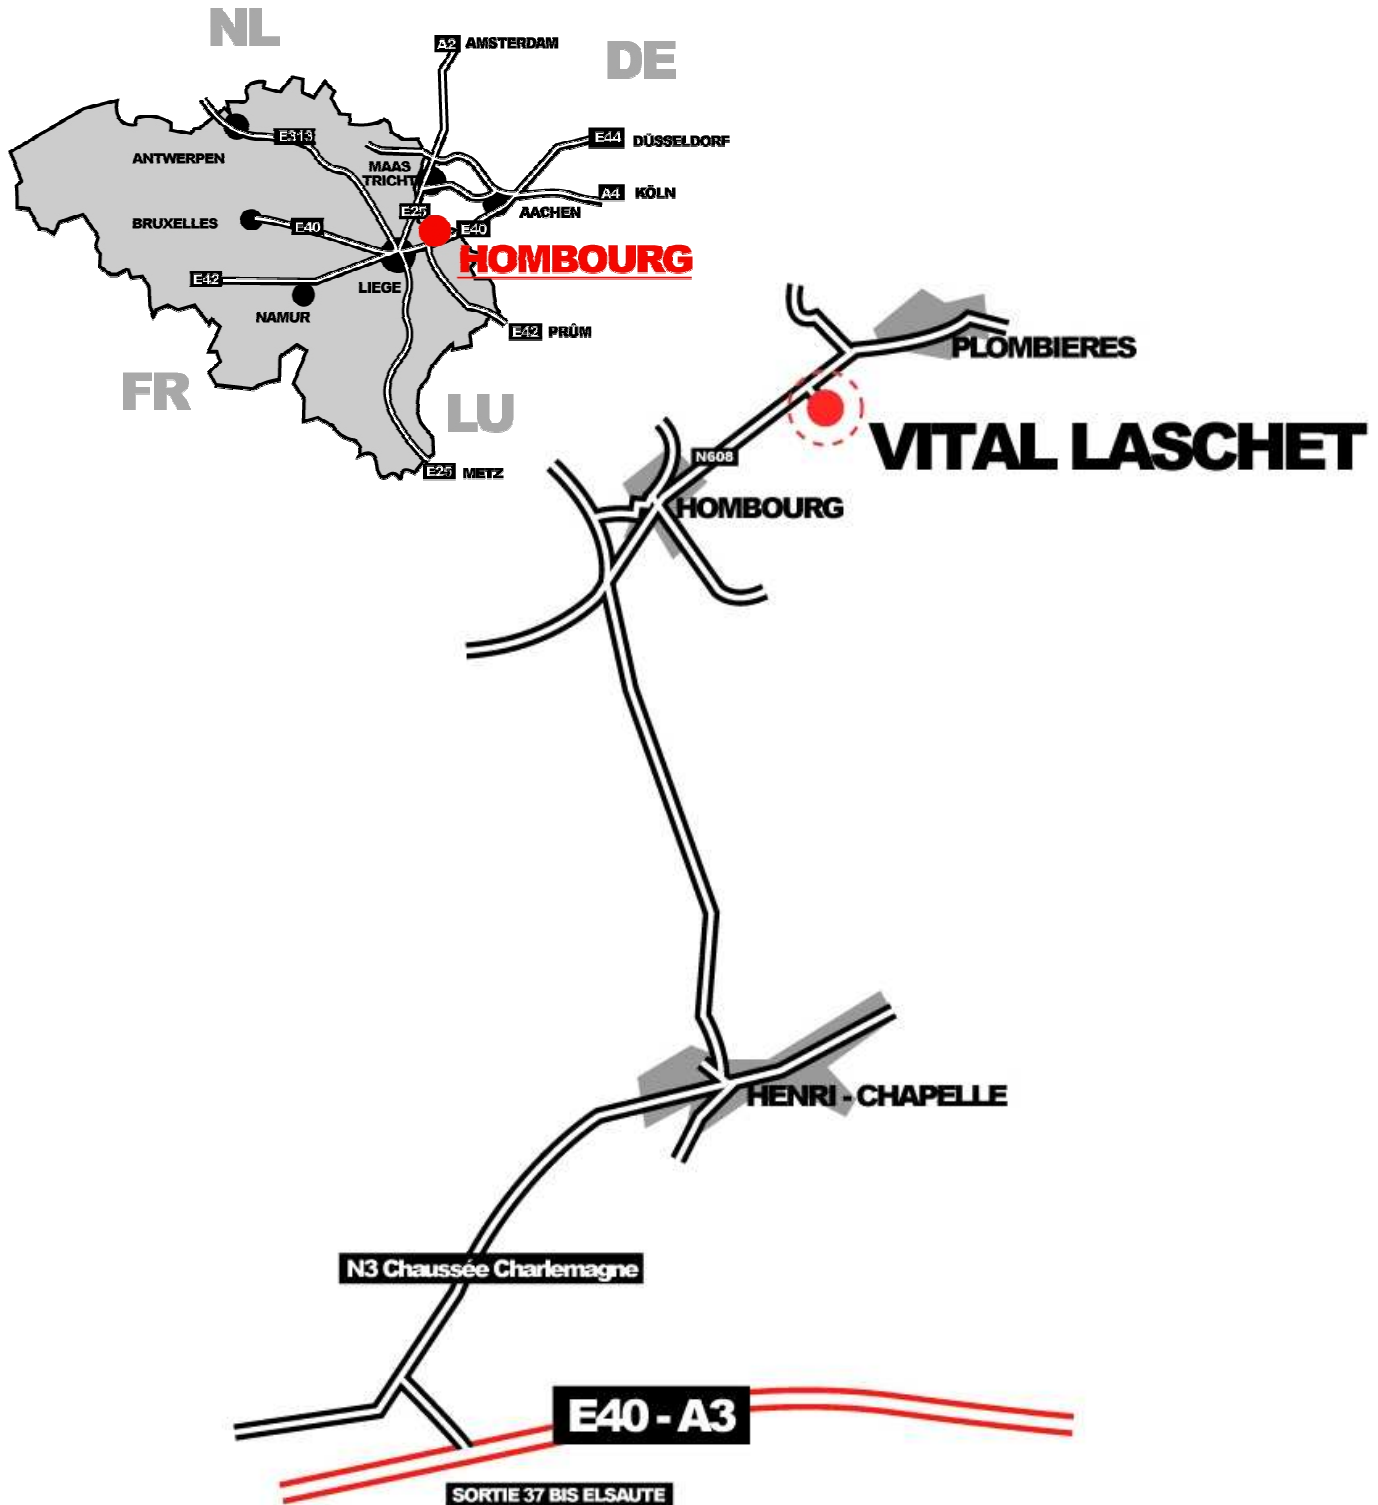 NL
A2 AMSTERDAM
DE
E313
E44 DÜSSELDORF
ANTWERPEN
MAAS
TRICHT
A4 KÖLN
E25
AACHEN
BRUXELLES
E40
E40
HOMBOURG
E42
LIEGE
NAMUR
E42 PRÜM
FR
LU
E25 METZ
PLOMBIERES
VITAL LASCHET
N608
HOMBOURG
HENRI - CHAPELLE
N3 Chaussée Charlemagne
E40 - A3
SORTIE 37 BIS ELSAUTE